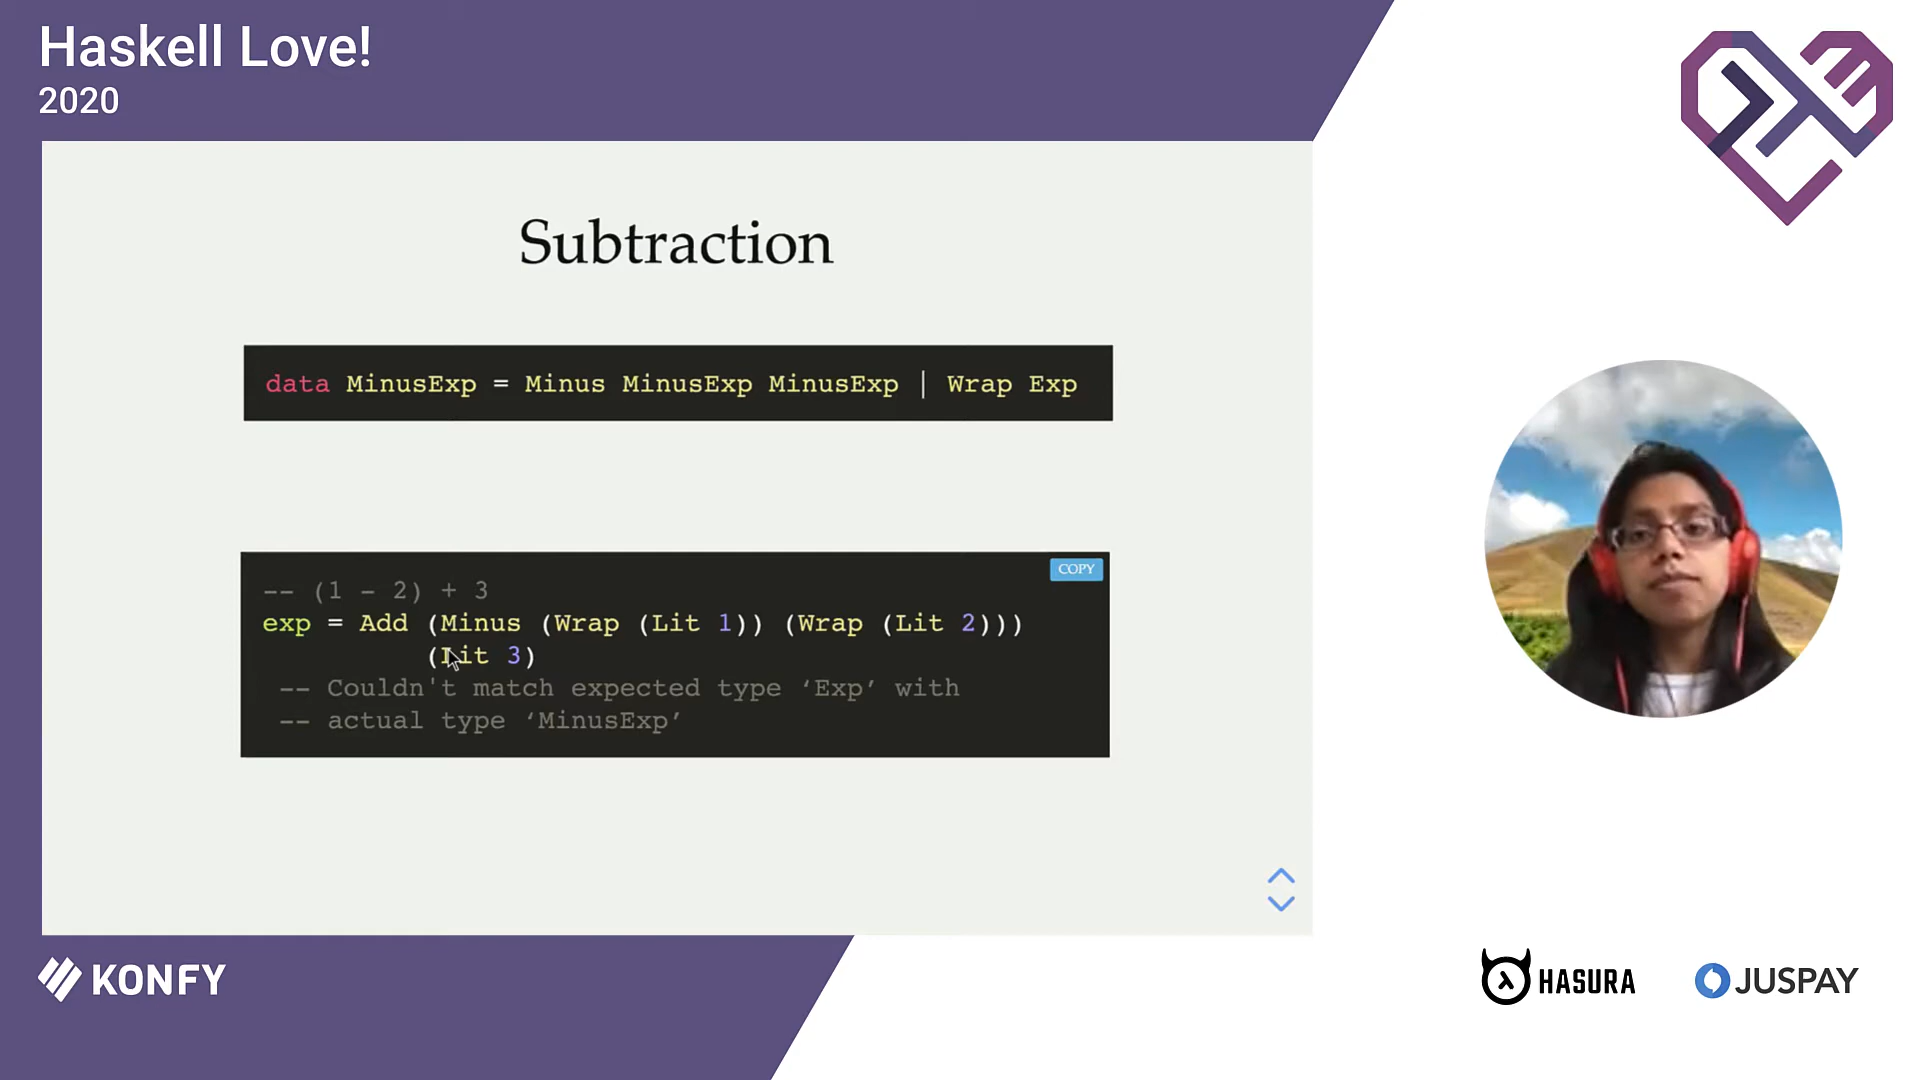 Haskell Love!
2020
Subtraction
data MinusExp = Minus MinusExp MinusExp | Wrap Exp
COPY
-- (1 - 2) + 3
exp = Add (Minus (Wrap (Lit 1)) (Wrap (Lit 2)))
(Lit 3)
-- Couldn't match expected type ‘Exp’ with
-- actual type ‘MinusExp’
KONFY
HASURA
JUSPAY